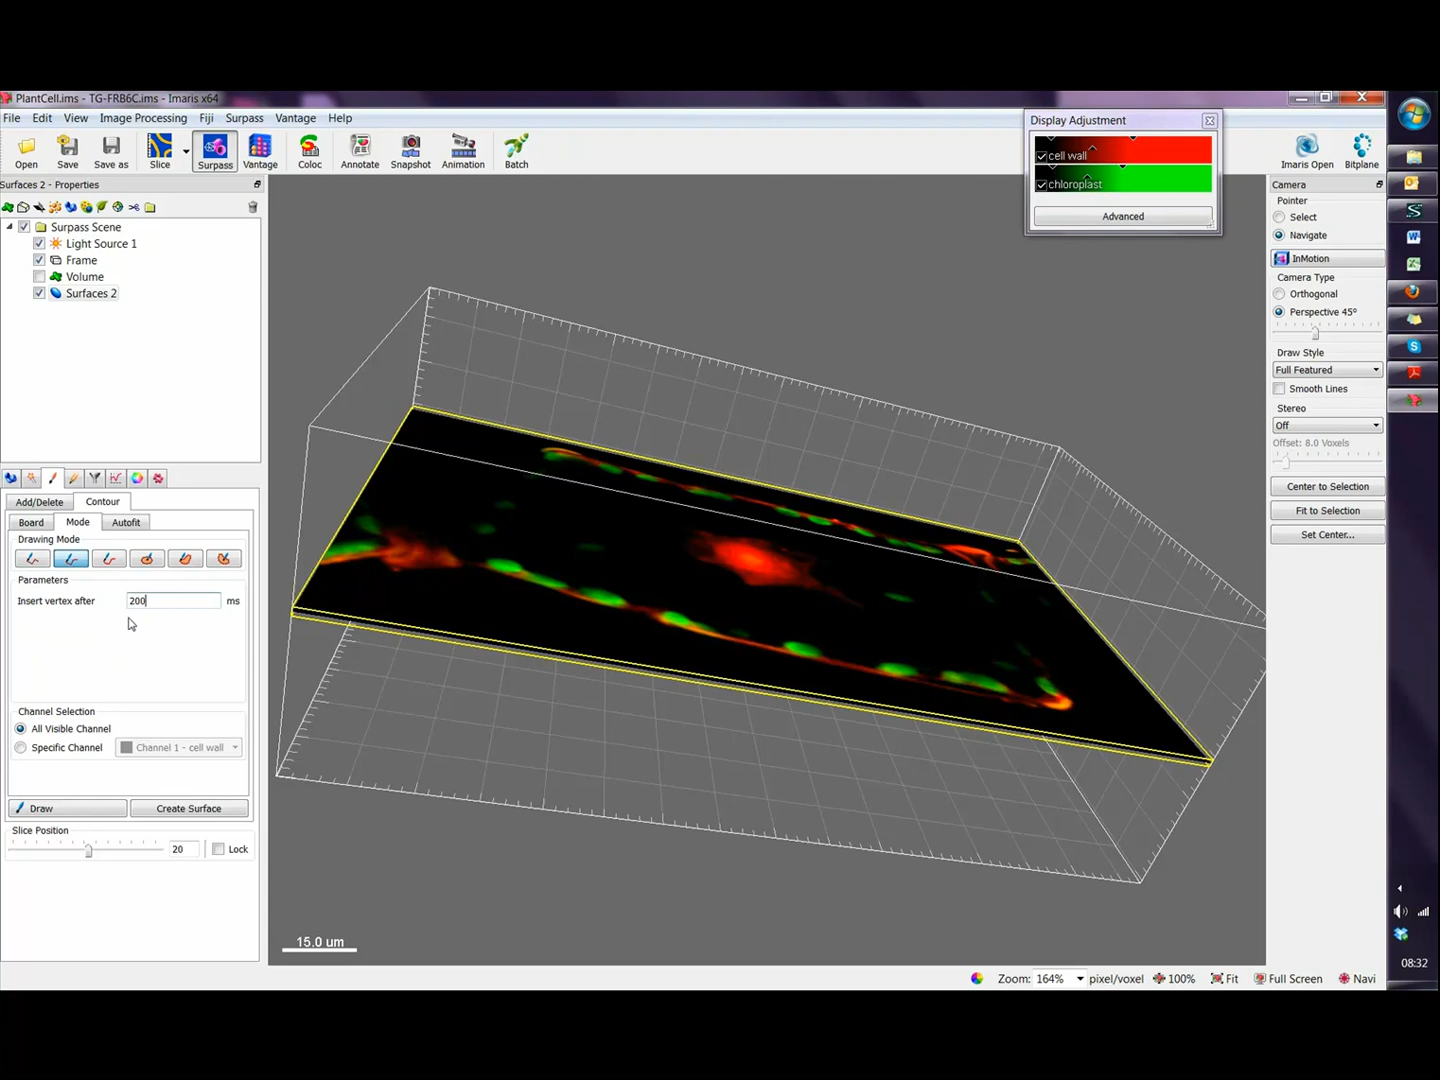 PlantCell.ims - TG-FRB6C.ims - Imaris x64
File Edit View Image Processing Fiji Surpass Vantage Help
Open Save Save as Slice Surpass Vantage Coloc Annotate Snapshot Animation Batch Imaris Open Bitplane
Surfaces 2 - Properties
Surpass Scene
Light Source 1
Frame
Volume
Surfaces 2
Add/Delete Contour
Board Mode Autofit
Drawing Mode
Parameters
Insert vertex after 200 ms
Channel Selection
All Visible Channel
Specific Channel Channel 1 - cell wall
Draw Create Surface
Slice Position
20 Lock
15.0 um
Display Adjustment
cell wall
chloroplast
Advanced
Camera
Pointer
Select
Navigate
InMotion
Camera Type
Orthogonal
Perspective 45°
Draw Style
Full Featured
Smooth Lines
Stereo
Off
Offset: 8.0 Voxels
Center to Selection
Fit to Selection
Set Center...
Zoom: 164% pixel/voxel 100% Fit Full Screen Navi
08:32